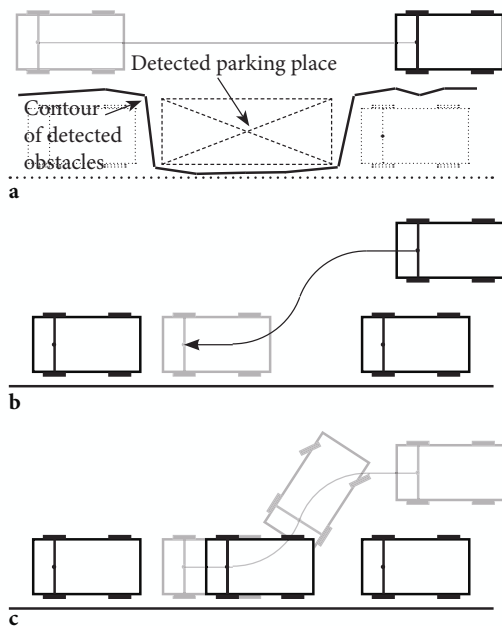 Detected parking place
Contour
of detected
obstacles
a
b
c